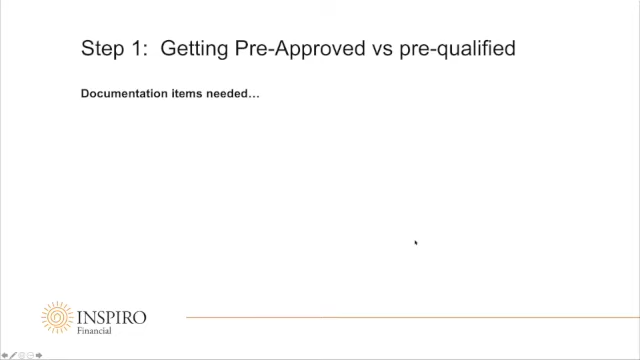 Step 1: Getting Pre-Approved vs pre-qualified
Documentation items needed…
INSPIRO
Financial